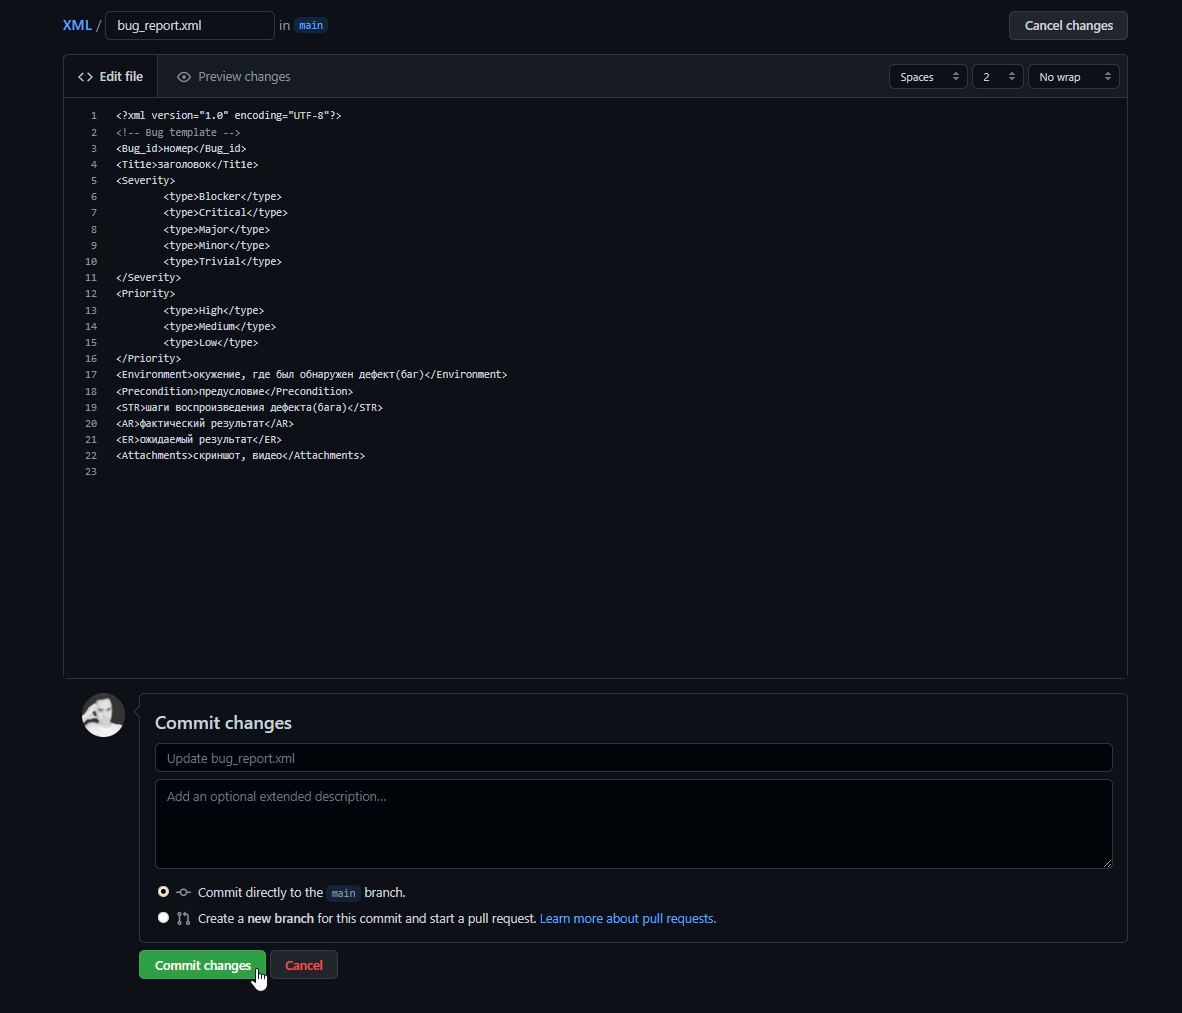 XML / bug_report.xml in main Cancel changes
Edit file Preview changes Spaces 2 No wrap
1 <?xml version="1.0" encoding="UTF-8"?>
2 <!-- Bug template -->
3 <Bug_id>номер</Bug_id>
4 <Tit1e>заголовок</Tit1e>
5 <Severity>
6 <type>Blocker</type>
7 <type>Critical</type>
8 <type>Major</type>
9 <type>Minor</type>
10 <type>Trivial</type>
11 </Severity>
12 <Priority>
13 <type>High</type>
14 <type>Medium</type>
15 <type>Low</type>
16 </Priority>
17 <Environment>окужение, где был обнаружен дефект(баг)</Environment>
18 <Precondition>предусловие</Precondition>
19 <STR>шаги воспроизведения дефекта(бага)</STR>
20 <AR>фактический результат</AR>
21 <ER>ожидаемый результат</ER>
22 <Attachments>скриншот, видео</Attachments>
23
Commit changes
Update bug_report.xml
Add an optional extended description...
Commit directly to the main branch.
Create a new branch for this commit and start a pull request. Learn more about pull requests.
Commit changes Cancel